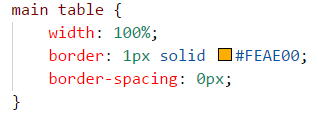 main table {
width: 100%;
border: 1px solid #FEAE00;
border-spacing: 0px;
}